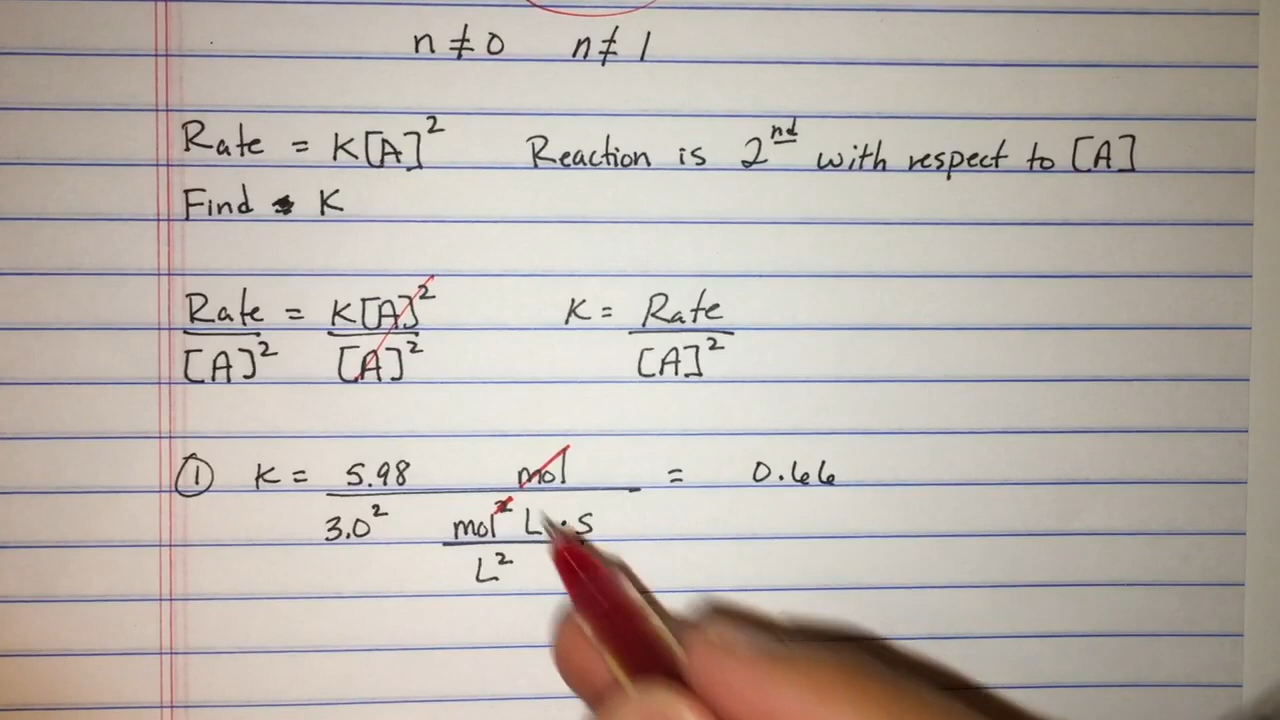 n ≠ 0 n ≠ 1
Rate = K[A]² Reaction is 2nd with respect to [A]
Find K
Rate = K[A]² K = Rate
[A]² [A]² [A]²
① K = 5.98 mol = 0.66
3.0² mol² L · S
L²